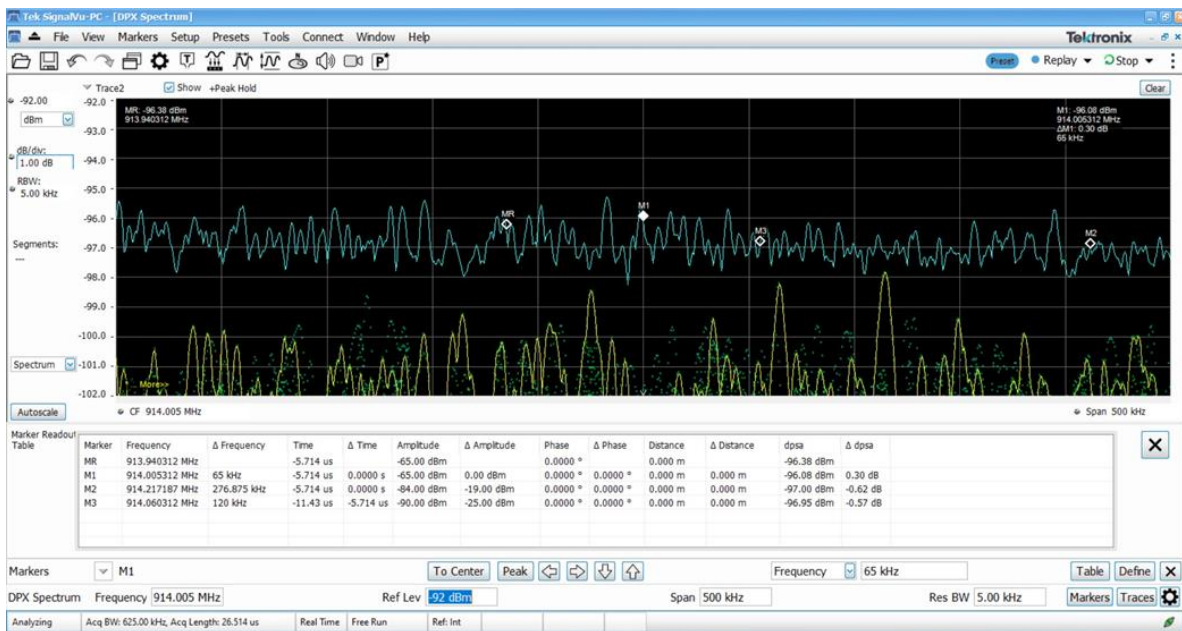 Tek SignalVu-PC - [DPX Spectrum]
File View Markers Setup Presets Tools Connect Window Help
Tektronix
Preset Replay Stop
Trace2 Show +Peak Hold Clear
-92.00
dBm
dB/div:
1.00 dB
RBW:
5.00 kHz
Segments:
---
Spectrum
Autoscale
-92.0
-93.0
-94.0
-95.0
-96.0
-97.0
-98.0
-99.0
-100.0
-101.0
-102.0
MR: -96.38 dBm
913.940312 MHz
M1: -96.08 dBm
914.005312 MHz
ΔM1: 0.30 dB
65 kHz
MR
M1
M3
M2
More>>
CF 914.005 MHz
Span 500 kHz
Marker Readout
Table
Marker Frequency Δ Frequency Time Δ Time Amplitude Δ Amplitude Phase Δ Phase Distance Δ Distance dpsa Δ dpsa
MR 913.940312 MHz -5.714 us -65.00 dBm 0.0000 ° 0.000 m -96.38 dBm
M1 914.005312 MHz 65 kHz -5.714 us 0.0000 s -65.00 dBm 0.00 dBm 0.0000 ° 0.0000 ° 0.000 m 0.000 m -96.08 dBm 0.30 dB
M2 914.217187 MHz 276.875 kHz -5.714 us 0.0000 s -84.00 dBm -19.00 dBm 0.0000 ° 0.0000 ° 0.000 m 0.000 m -97.00 dBm -0.62 dB
M3 914.060312 MHz 120 kHz -11.43 us -5.714 us -90.00 dBm -25.00 dBm 0.0000 ° 0.0000 ° 0.000 m 0.000 m -96.95 dBm -0.57 dB
Markers M1 To Center Peak Frequency 65 kHz Table Define
DPX Spectrum Frequency 914.005 MHz Ref Lev -92 dBm Span 500 kHz Res BW 5.00 kHz Markers Traces
Analyzing Acq BW: 625.00 kHz, Acq Length: 26.514 us Real Time Free Run Ref: Int